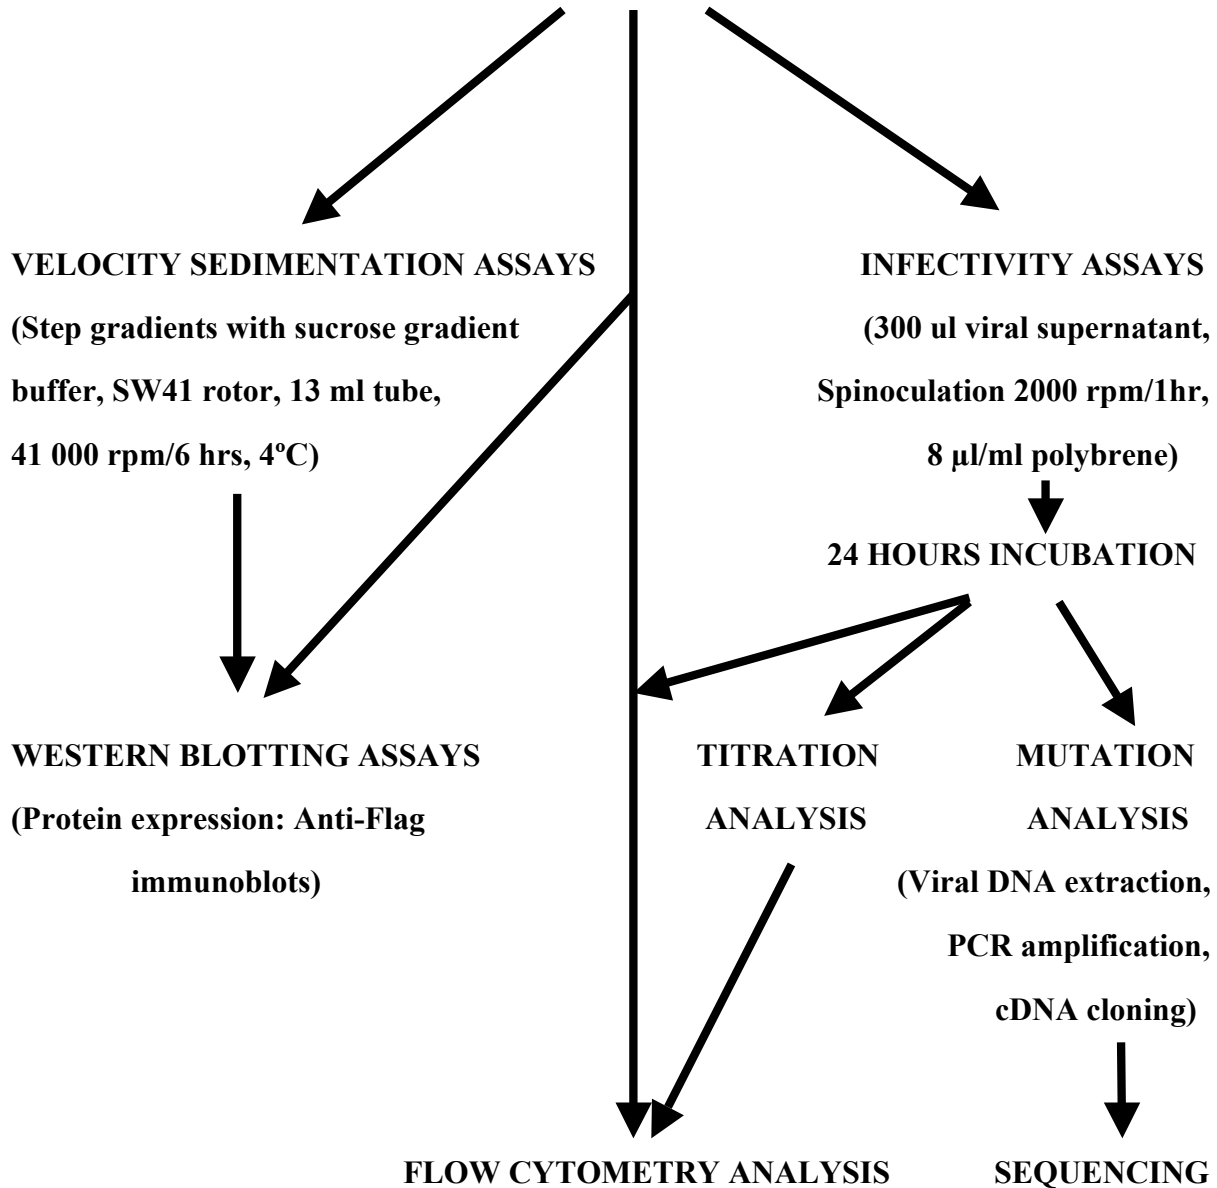 VELOCITY SEDIMENTATION ASSAYS
(Step gradients with sucrose gradient
buffer, SW41 rotor, 13 ml tube,
41 000 rpm/6 hrs, 4ºC)
INFECTIVITY ASSAYS
(300 ul viral supernatant,
Spinoculation 2000 rpm/1hr,
8 µl/ml polybrene)
24 HOURS INCUBATION
WESTERN BLOTTING ASSAYS
(Protein expression: Anti-Flag
immunoblots)
TITRATION
ANALYSIS
MUTATION
ANALYSIS
(Viral DNA extraction,
PCR amplification,
cDNA cloning)
FLOW CYTOMETRY ANALYSIS
SEQUENCING